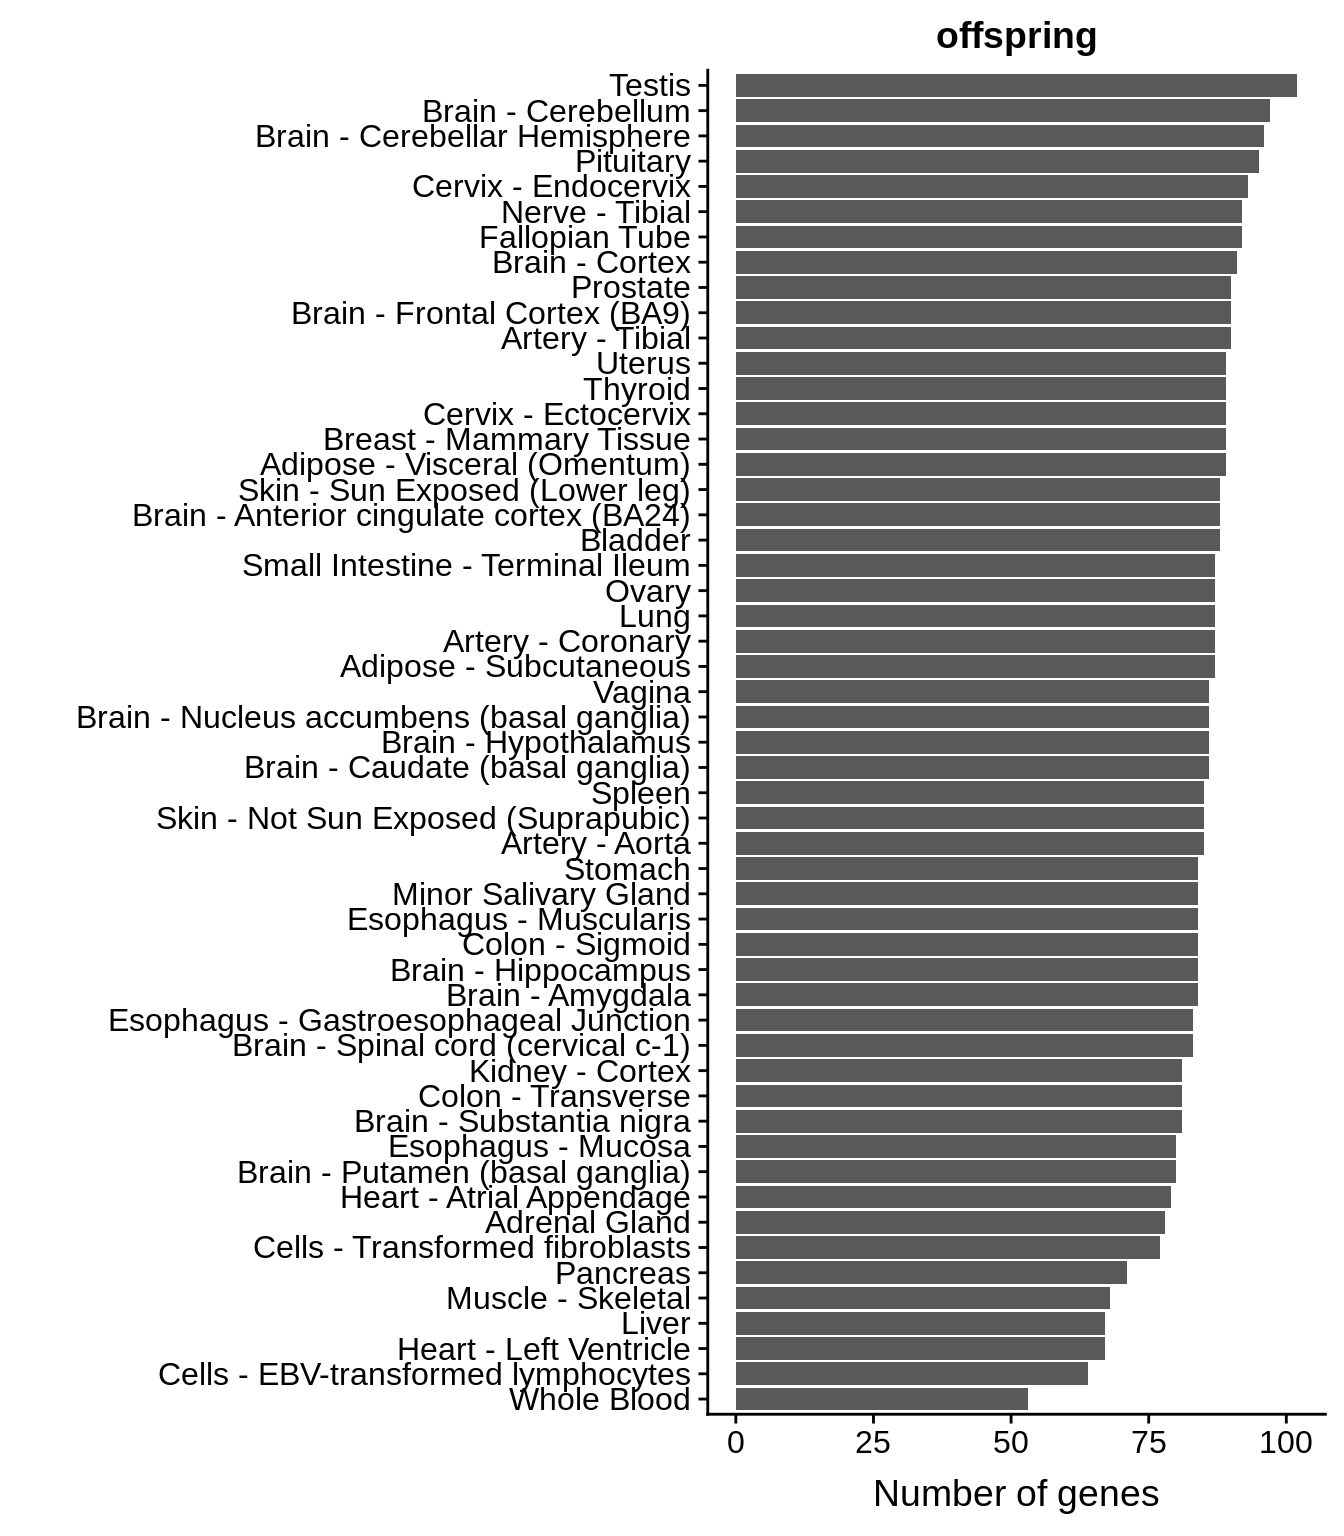 offspring
Testis
Brain - Cerebellum
Brain - Cerebellar Hemisphere
Pituitary
Cervix - Endocervix
Nerve - Tibial
Fallopian Tube
Brain - Cortex
Prostate
Brain - Frontal Cortex (BA9)
Artery - Tibial
Uterus
Thyroid
Cervix - Ectocervix
Breast - Mammary Tissue
Adipose - Visceral (Omentum)
Skin - Sun Exposed (Lower leg)
Brain - Anterior cingulate cortex (BA24)
Bladder
Small Intestine - Terminal Ileum
Ovary
Lung
Artery - Coronary
Adipose - Subcutaneous
Vagina
Brain - Nucleus accumbens (basal ganglia)
Brain - Hypothalamus
Brain - Caudate (basal ganglia)
Spleen
Skin - Not Sun Exposed (Suprapubic)
Artery - Aorta
Stomach
Minor Salivary Gland
Esophagus - Muscularis
Colon - Sigmoid
Brain - Hippocampus
Brain - Amygdala
Esophagus - Gastroesophageal Junction
Brain - Spinal cord (cervical c-1)
Kidney - Cortex
Colon - Transverse
Brain - Substantia nigra
Esophagus - Mucosa
Brain - Putamen (basal ganglia)
Heart - Atrial Appendage
Adrenal Gland
Cells - Transformed fibroblasts
Pancreas
Muscle - Skeletal
Liver
Heart - Left Ventricle
Cells - EBV-transformed lymphocytes
Whole Blood
0 25 50 75 100
Number of genes